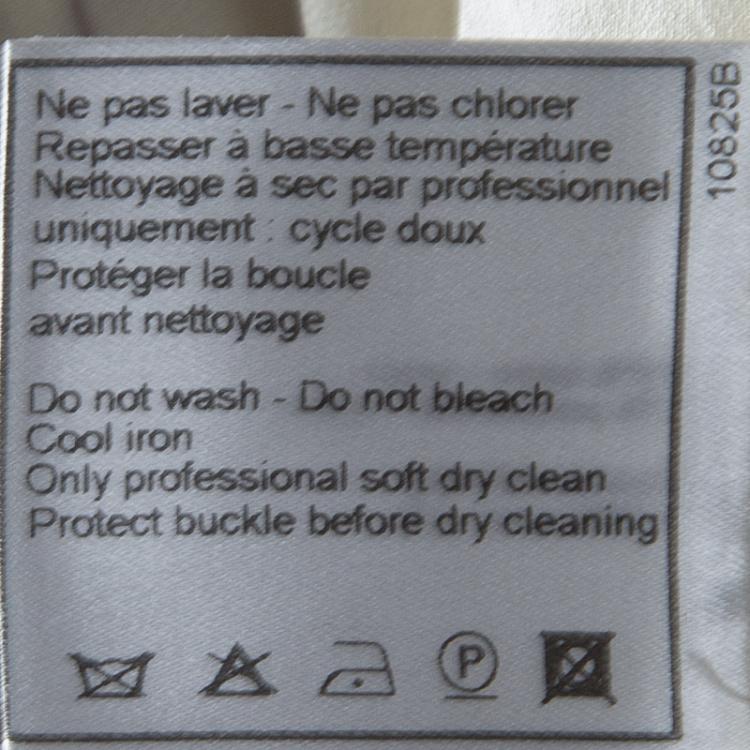 Ne pas laver - Ne pas chlorer
Repasser à basse température
Nettoyage à sec par professionnel
uniquement : cycle doux
Protéger la boucle
avant nettoyage
Do not wash - Do not bleach
Cool iron
Only professional soft dry clean
Protect buckle before dry cleaning
P
10825B